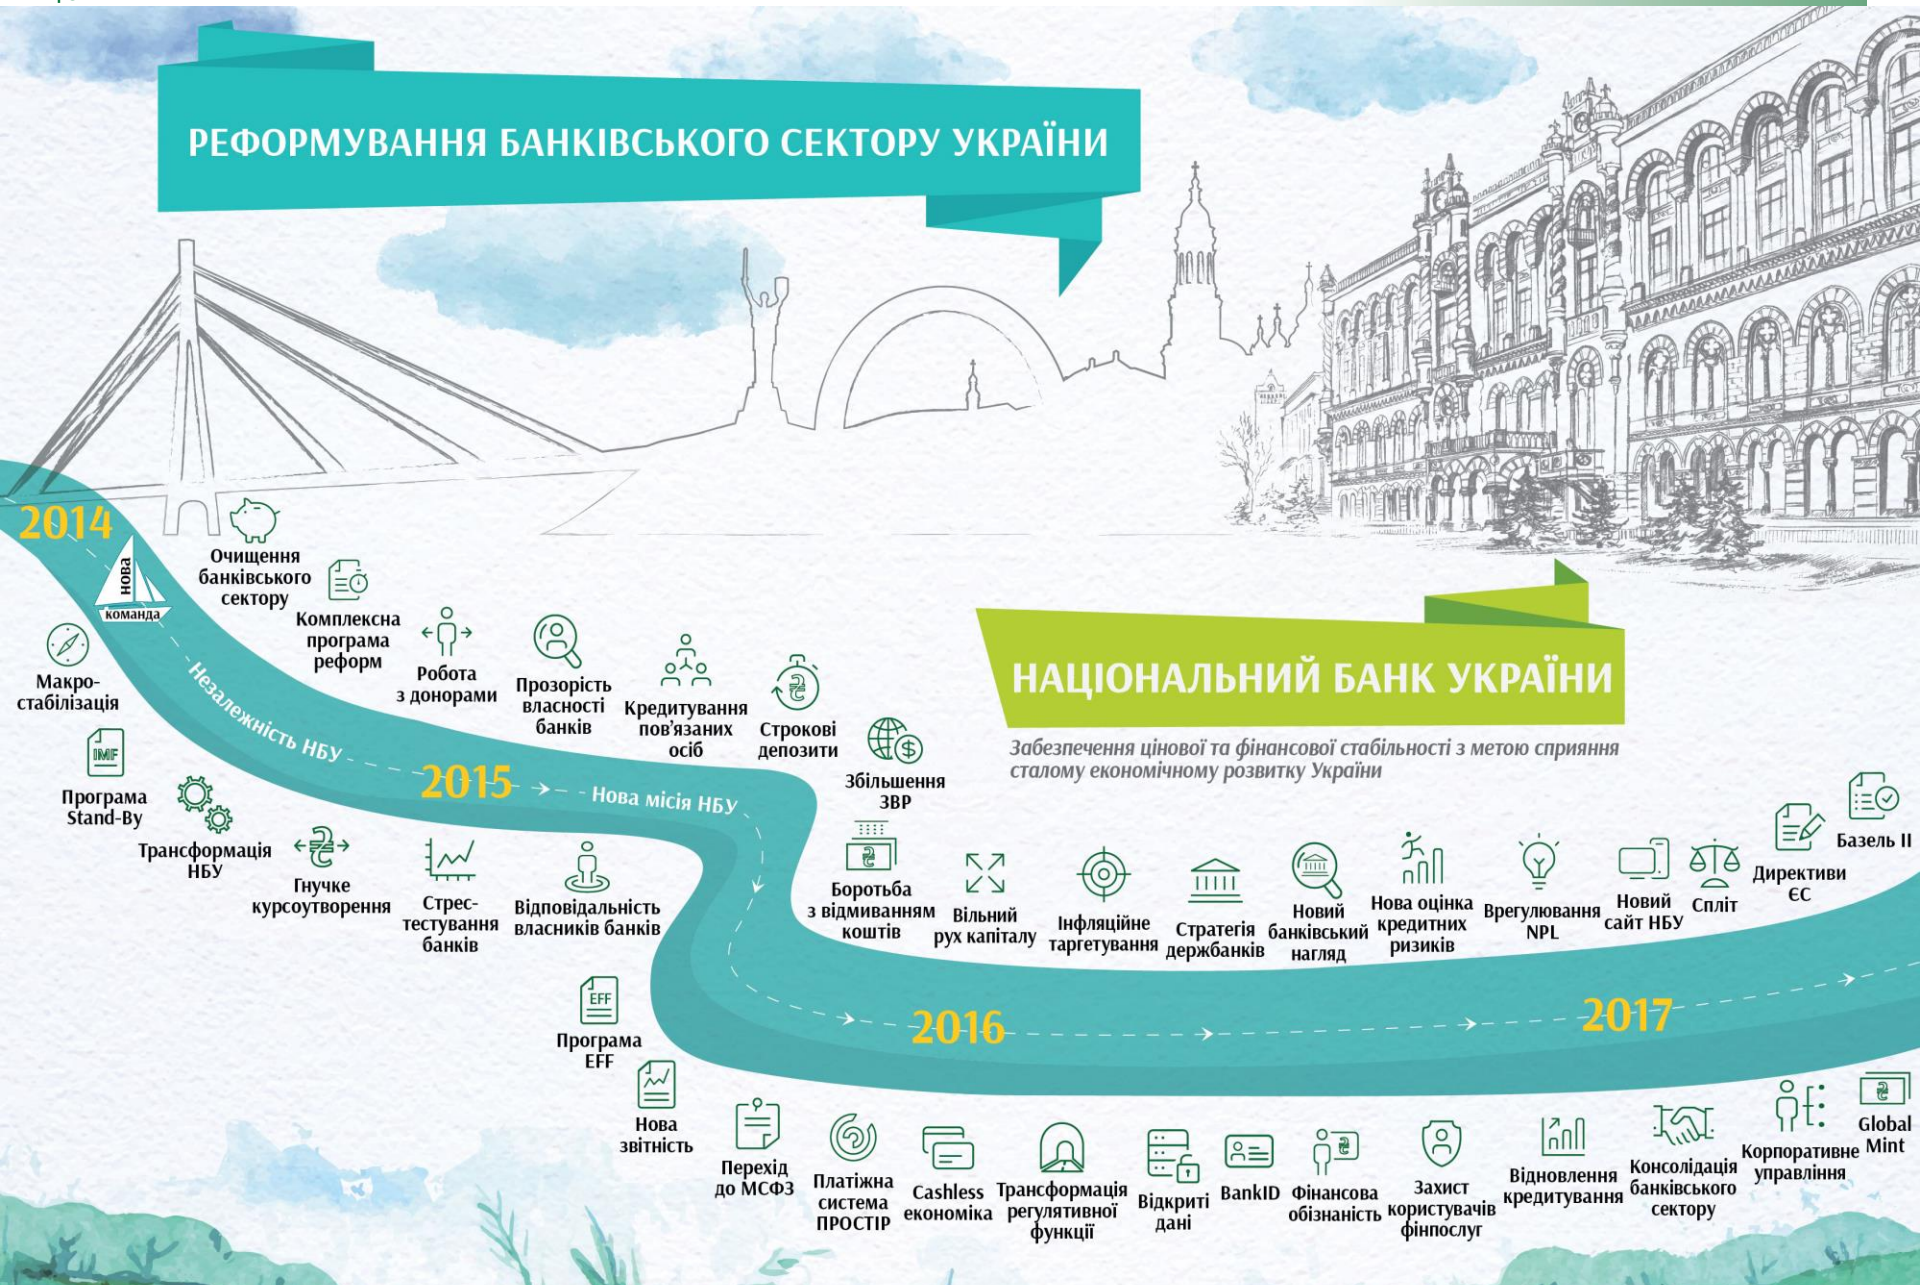 РЕФОРМУВАННЯ БАНКІВСЬКОГО СЕКТОРУ УКРАЇНИ
2014
нова
команда
Очищення
банківського
сектору
Комплексна
програма
реформ
Робота
з донорами
Прозорість
власності
банків
Кредитування
пов'язаних
осіб
Строкові
депозити
Збільшення
ЗВР
НАЦІОНАЛЬНИЙ БАНК УКРАЇНИ
Забезпечення цінової та фінансової стабільності з метою сприяння
сталому економічному розвитку України
Макро-
стабілізація
Незалежність НБУ
2015
Нова місія НБУ
IMF
Програма
Stand-By
Трансформація
НБУ
Гнучке
курсоутворення
Стрес-
тестування
банків
Відповідальність
власників банків
Боротьба
з відмиванням
коштів
Вільний
рух капіталу
Інфляційне
таргетування
Стратегія
держбанків
Новий
банківський
нагляд
Нова оцінка
кредитних
ризиків
Врегулювання
NPL
Новий
сайт НБУ
Спліт
Директиви
ЄС
Базель II
2016
2017
EFF
Програма
EFF
Нова
звітність
Перехід
до МСФЗ
Платіжна
система
ПРОСТІР
Cashless
економіка
Трансформація
регулятивної
функції
Відкриті
дані
BankID
Фінансова
обізнаність
Захист
користувачів
фінпослуг
Відновлення
кредитування
Консолідація
банківського
сектору
Корпоративне
управління
Global
Mint